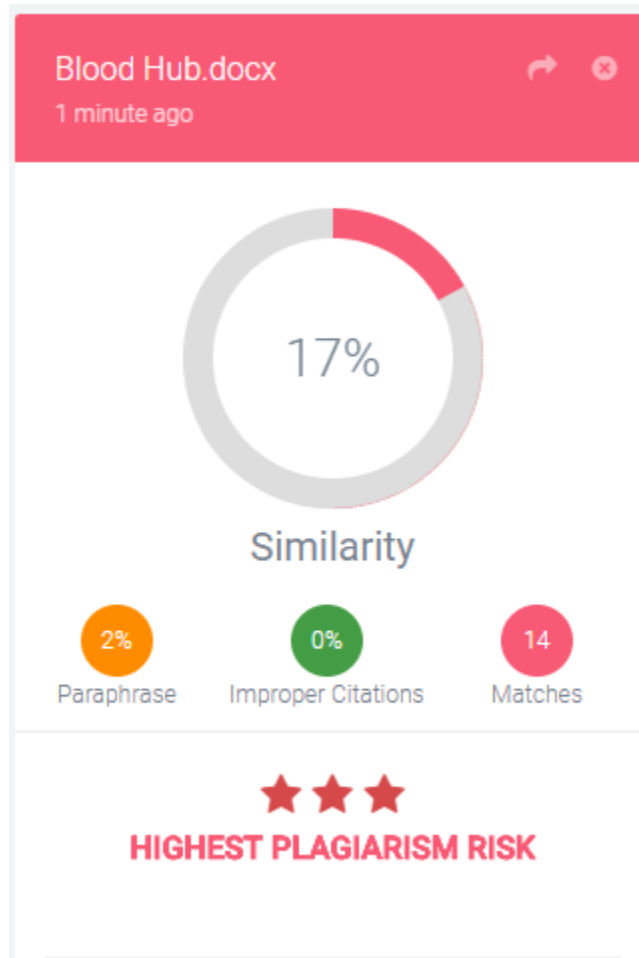 Blood Hub.docx
1 minute ago
17%
Similarity
2%
Paraphrase
0%
Improper Citations
14
Matches
HIGHEST PLAGIARISM RISK